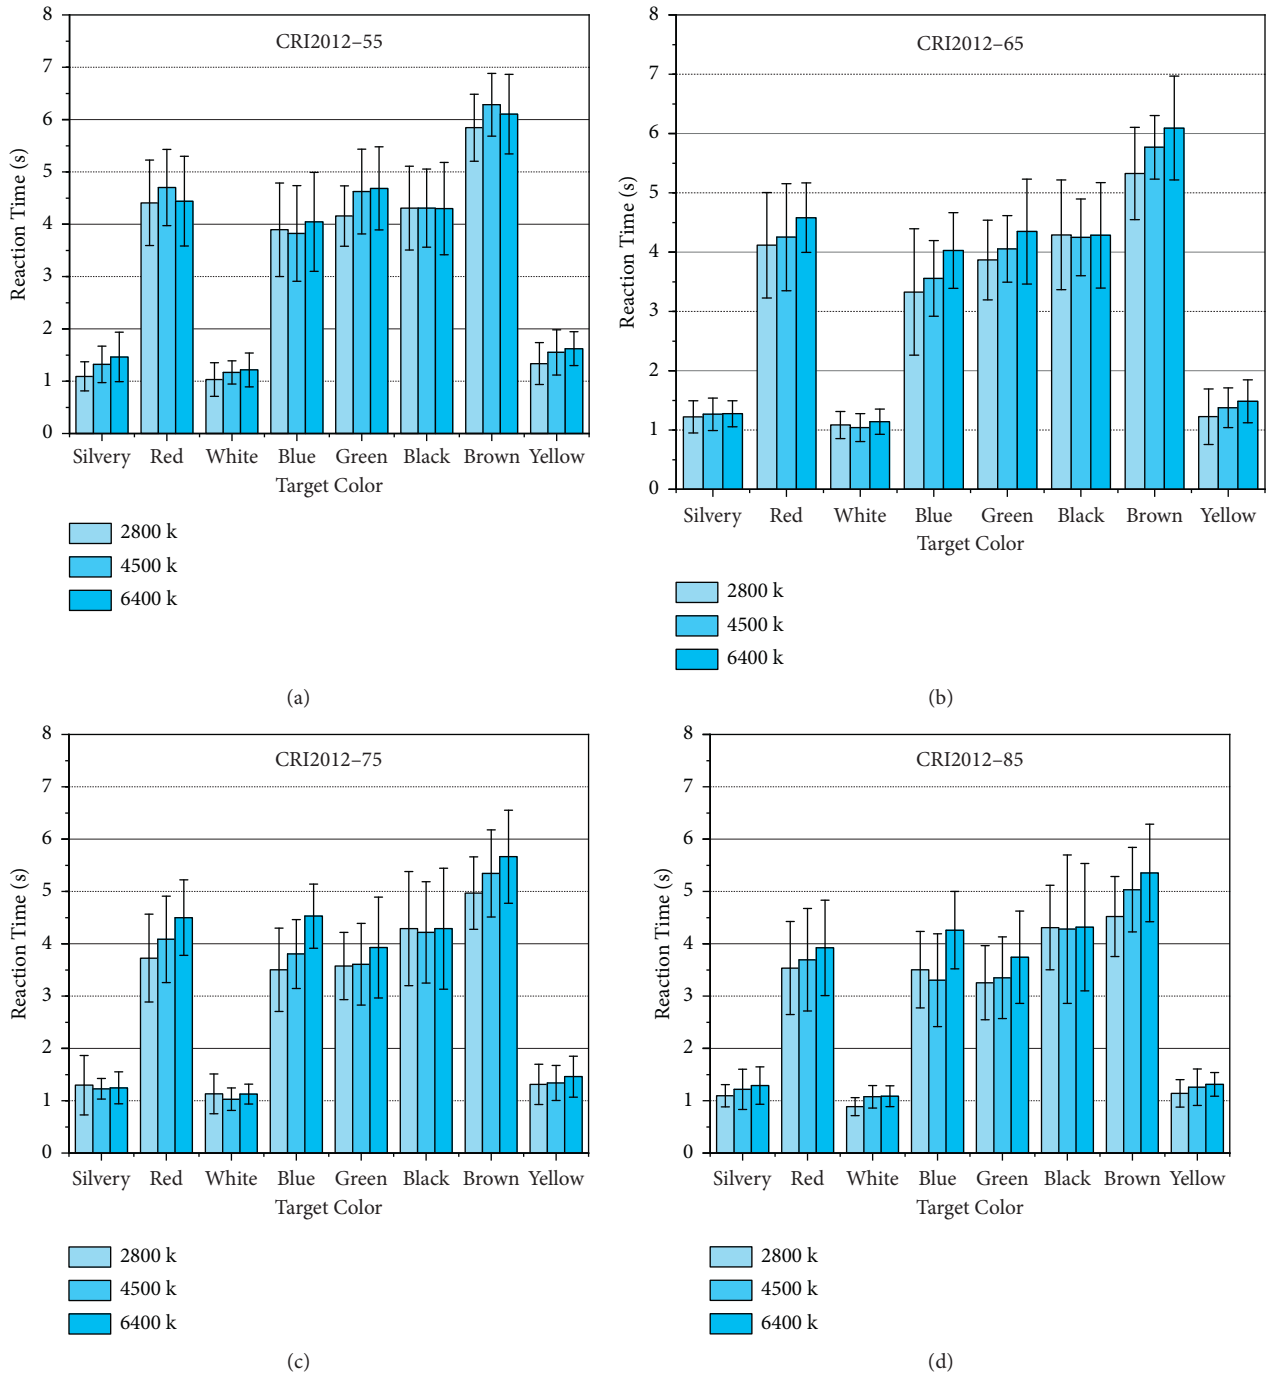 CRI2012–55
Reaction Time (s)
8
7
6
5
4
3
2
1
0
Silvery Red White Blue Green Black Brown Yellow
Target Color
2800 k
4500 k
6400 k
(a)
CRI2012–65
Reaction Time (s)
8
7
6
5
4
3
2
1
0
Silvery Red White Blue Green Black Brown Yellow
Target Color
2800 k
4500 k
6400 k
(b)
CRI2012–75
Reaction Time (s)
8
7
6
5
4
3
2
1
0
Silvery Red White Blue Green Black Brown Yellow
Target Color
2800 k
4500 k
6400 k
(c)
CRI2012–85
Reaction Time (s)
8
7
6
5
4
3
2
1
0
Silvery Red White Blue Green Black Brown Yellow
Target Color
2800 k
4500 k
6400 k
(d)